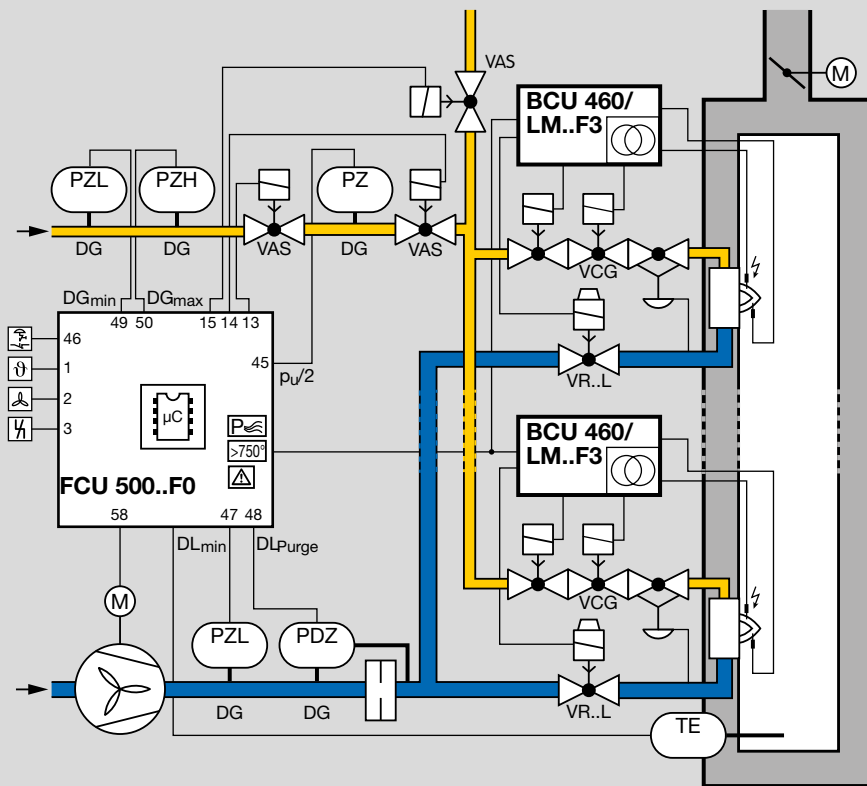 VAS
M
BCU 460/
LM..F3
PZL
PZH
PZ
DG
DG
VAS
DG
VAS
VCG
DGmin
DGmax
49
50
15
14
13
46
ϑ
1
45
pu/2
2
3
µC
P
>750°
FCU 500..F0
VR..L
BCU 460/
LM..F3
58
47
48
DLmin
DLPurge
VCG
M
PZL
PDZ
DG
DG
VR..L
TE